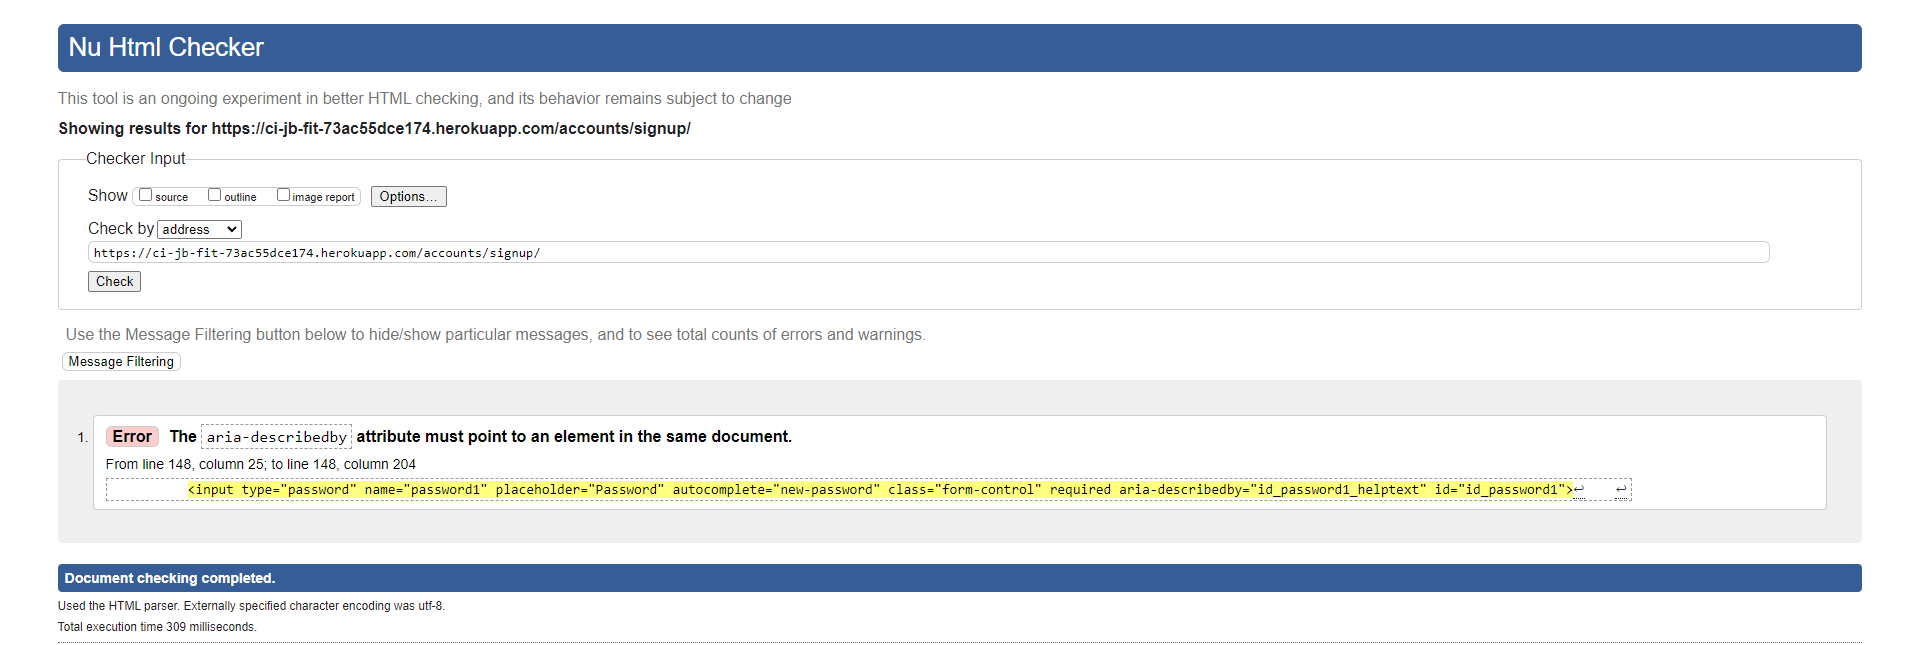 Nu Html Checker
This tool is an ongoing experiment in better HTML checking, and its behavior remains subject to change
Showing results for https://ci-jb-fit-73ac55dce174.herokuapp.com/accounts/signup/
Checker Input
Show source outline image report Options...
Check by address
https://ci-jb-fit-73ac55dce174.herokuapp.com/accounts/signup/
Check
Use the Message Filtering button below to hide/show particular messages, and to see total counts of errors and warnings.
Message Filtering
1. Error The aria-describedby attribute must point to an element in the same document.
From line 148, column 25; to line 148, column 204
<input type="password" name="password1" placeholder="Password" autocomplete="new-password" class="form-control" required aria-describedby="id_password1_helptext" id="id_password1">↩ ↩
Document checking completed.
Used the HTML parser. Externally specified character encoding was utf-8.
Total execution time 309 milliseconds.